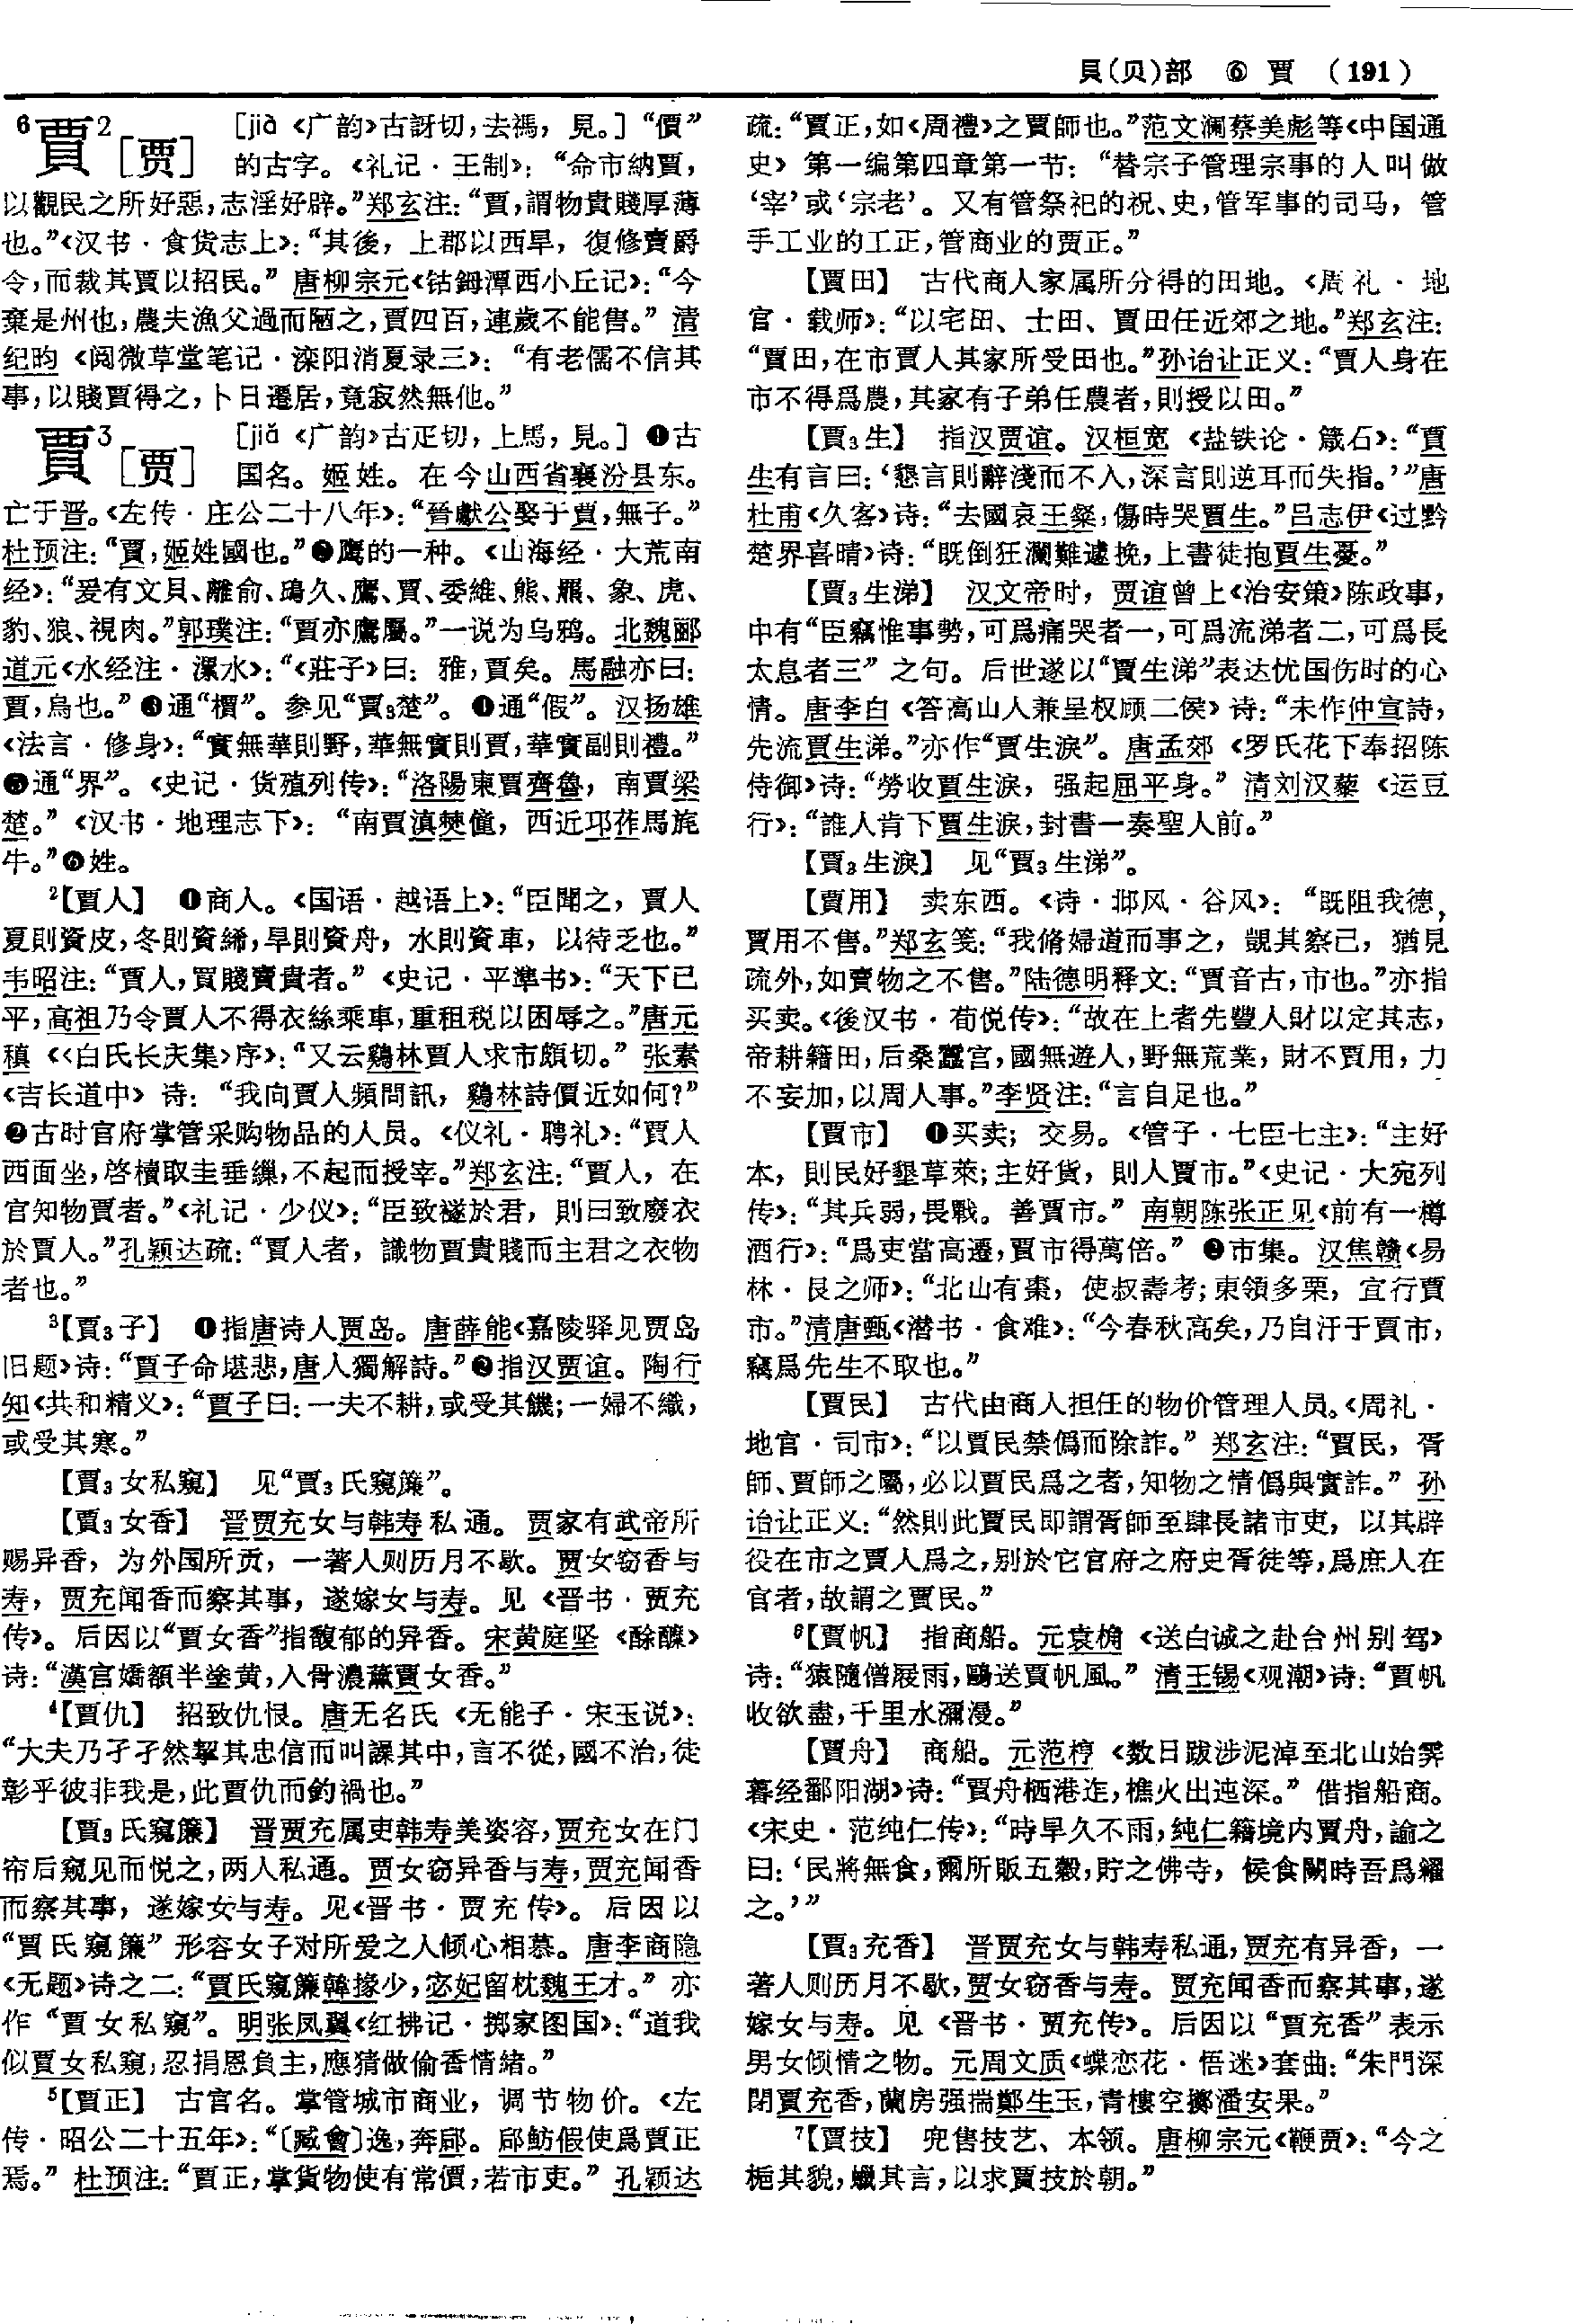 貝(贝)部 ⑥ 賈 (191)
⁶賈²[贾] [jià《广韵》古訝切,去禡,見。]“價”
的古字。《礼记·王制》:“命市納賈,
以觀民之所好惡,志淫好辟。”郑玄注:“賈,謂物貴賤厚薄
也。”《汉书·食货志上》:“其後,上郡以西旱,復修賣爵
令,而裁其賈以招民。”唐柳宗元《钴鉧潭西小丘记》:“今
棄是州也,農夫漁父過而陋之,賈四百,連歲不能售。”清
纪昀《阅微草堂笔记·滦阳消夏录三》:“有老儒不信其
事,以賤賈得之,卜日遷居,竟寂然無他。”
賈³[贾] [jiǎ《广韵》古疋切,上馬,見。]❶古
国名。姬姓。在今山西省襄汾县东。
亡于晋。《左传·庄公二十八年》:“晉獻公娶于賈,無子。”
杜预注:“賈,姬姓國也。”❷鹰的一种。《山海经·大荒南
经》:“爰有文貝、離俞、鴟久、鷹、賈、委維、熊、羆、象、虎、
豹、狼、視肉。”郭璞注:“賈亦鷹屬。”一说为乌鸦。北魏郦
道元《水经注·㶟水》:“《莊子》曰:雅,賈矣。馬融亦曰:
賈,烏也。”❸通“檟”。参见“賈₃楚”。❹通“假”。汉扬雄
《法言·修身》:“實無華則野,華無實則賈,華實副則禮。”
❺通“界”。《史记·货殖列传》:“洛陽東賈齊魯,南賈梁
楚。”《汉书·地理志下》:“南賈滇僰僮,西近邛莋馬旄
牛。”❻姓。
²【賈人】 ❶商人。《国语·越语上》:“臣聞之,賈人
夏則資皮,冬則資絺,旱則資舟,水則資車,以待乏也。”
韦昭注:“賈人,買賤賣貴者。”《史记·平準书》:“天下已
平,高祖乃令賈人不得衣絲乘車,重租税以困辱之。”唐元
稹《〈白氏长庆集〉序》:“又云鷄林賈人求市頗切。”张素
《吉长道中》诗:“我向賈人頻問訊,鷄林詩價近如何?”
❷古时官府掌管采购物品的人员。《仪礼·聘礼》:“賈人
西面坐,啓櫝取圭垂繅,不起而授宰。”郑玄注:“賈人,在
官知物賈者。”《礼记·少仪》:“臣致襚於君,則曰致廢衣
於賈人。”孔颖达疏:“賈人者,識物賈貴賤而主君之衣物
者也。”
³【賈₃子】 ❶指唐诗人贾岛。唐薛能《嘉陵驿见贾岛
旧题》诗:“賈子命堪悲,唐人獨解詩。”❷指汉贾谊。陶行
知《共和精义》:“賈子曰:一夫不耕,或受其饑;一婦不織,
或受其寒。”
【賈₃女私窺】 见“賈₃氏窺簾”。
【賈₃女香】 晋贾充女与韩寿私通。贾家有武帝所
赐异香,为外国所贡,一著人则历月不歇。贾女窃香与
寿,贾充闻香而察其事,遂嫁女与寿。见《晋书·贾充
传》。后因以“賈女香”指馥郁的异香。宋黄庭坚《酴醾》
诗:“漢宫嬌額半塗黄,入骨濃薰賈女香。”
⁴【賈仇】 招致仇恨。唐无名氏《无能子·宋玉说》:
“大夫乃孑孑然挈其忠信而叫譟其中,言不從,國不治,徒
彰乎彼非我是,此賈仇而釣禍也。”
【賈₃氏窺簾】 晋贾充属吏韩寿美姿容,贾充女在门
帘后窥见而悦之,两人私通。贾女窃异香与寿,贾充闻香
而察其事,遂嫁女与寿。见《晋书·贾充传》。后因以
“賈氏窺簾”形容女子对所爱之人倾心相慕。唐李商隐
《无题》诗之二:“賈氏窺簾韓掾少,宓妃留枕魏王才。”亦
作“賈女私窺”。明张凤翼《红拂记·掷家图国》:“道我
似賈女私窺,忍捐恩負主,應猜做偷香情緒。”
⁵【賈正】 古官名。掌管城市商业,调节物价。《左
传·昭公二十五年》:“〔臧會〕逸,奔郈。郈魴假使爲賈正
焉。”杜预注:“賈正,掌貨物使有常價,若市吏。”孔颖达
疏:“賈正,如《周禮》之賈師也。”范文澜蔡美彪等《中国通
史》第一编第四章第一节:“替宗子管理宗事的人叫做
‘宰’或‘宗老’。又有管祭祀的祝、史,管军事的司马,管
手工业的工正,管商业的贾正。”
【賈田】 古代商人家属所分得的田地。《周礼·地
官·载师》:“以宅田、士田、賈田任近郊之地。”郑玄注:
“賈田,在市賈人其家所受田也。”孙诒让正义:“賈人身在
市不得爲農,其家有子弟任農者,則授以田。”
【賈₃生】 指汉贾谊。汉桓宽《盐铁论·箴石》:“賈
生有言曰:‘懇言則辭淺而不入,深言則逆耳而失指。’”唐
杜甫《久客》诗:“去國哀王粲,傷時哭賈生。”吕志伊《过黔
楚界喜晴》诗:“既倒狂瀾難遽挽,上書徒抱賈生憂。”
【賈₃生涕】 汉文帝时,贾谊曾上《治安策》陈政事,
中有“臣竊惟事勢,可爲痛哭者一,可爲流涕者二,可爲長
太息者三”之句。后世遂以“賈生涕”表达忧国伤时的心
情。唐李白《答高山人兼呈权顾二侯》诗:“未作仲宣詩,
先流賈生涕。”亦作“賈生淚”。唐孟郊《罗氏花下奉招陈
侍御》诗:“勞收賈生淚,强起屈平身。”清刘汉藜《运豆
行》:“誰人肯下賈生淚,封書一奏聖人前。”
【賈₃生淚】 见“賈₃生涕”。
【賈用】 卖东西。《诗·邶风·谷风》:“既阻我德,
賈用不售。”郑玄笺:“我脩婦道而事之,覬其察己,猶見
疏外,如賣物之不售。”陆德明释文:“賈音古,市也。”亦指
买卖。《後汉书·荀悦传》:“故在上者先豐人財以定其志,
帝耕籍田,后桑蠶宫,國無遊人,野無荒業,財不賈用,力
不妄加,以周人事。”李贤注:“言自足也。”
【賈市】 ❶买卖;交易。《管子·七臣七主》:“主好
本,則民好墾草萊;主好貨,則人賈市。”《史记·大宛列
传》:“其兵弱,畏戰。善賈市。”南朝陈张正见《前有一樽
酒行》:“爲吏當高遷,賈市得萬倍。”❷市集。汉焦赣《易
林·艮之师》:“北山有棗,使叔壽考;東領多栗,宜行賈
市。”清唐甄《潜书·食难》:“今春秋高矣,乃自汙于賈市,
竊爲先生不取也。”
【賈民】 古代由商人担任的物价管理人员。《周礼·
地官·司市》:“以賈民禁僞而除詐。”郑玄注:“賈民,胥
師、賈師之屬,必以賈民爲之者,知物之情僞與實詐。”孙
诒让正义:“然則此賈民即謂胥師至肆長諸市吏,以其辟
役在市之賈人爲之,别於它官府之府史胥徒等,爲庶人在
官者,故謂之賈民。”
⁶【賈帆】 指商船。元袁桷《送白诚之赴台州别驾》
诗:“猿隨僧屐雨,鷗送賈帆風。”清王锡《观潮》诗:“賈帆
收欲盡,千里水瀰漫。”
【賈舟】 商船。元范梈《数日跋涉泥淖至北山始霁
暮经鄱阳湖》诗:“賈舟栖港迮,樵火出迍深。”借指船商。
《宋史·范纯仁传》:“時旱久不雨,純仁籍境内賈舟,諭之
曰:‘民將無食,爾所販五穀,貯之佛寺,候食闕時吾爲糴
之。’”
【賈₃充香】 晋贾充女与韩寿私通,贾充有异香,一
著人则历月不歇,贾女窃香与寿。贾充闻香而察其事,遂
嫁女与寿。见《晋书·贾充传》。后因以“賈充香”表示
男女倾情之物。元周文质《蝶恋花·悟迷》套曲:“朱門深
閉賈充香,蘭房强揣鄭生玉,青樓空擲潘安果。”
⁷【賈技】 兜售技艺、本领。唐柳宗元《鞭贾》:“今之
梔其貌,蠟其言,以求賈技於朝。”